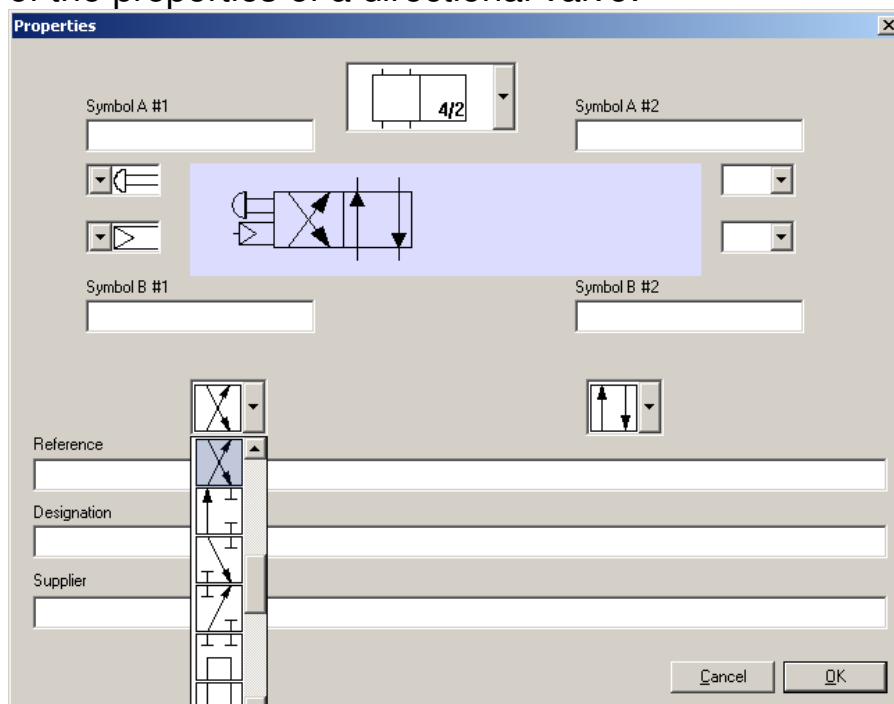 of the properties of a directional valve.
Properties
4/2
Symbol A #1
Symbol A #2
Symbol B #1
Symbol B #2
Reference
Designation
Supplier
Cancel
OK